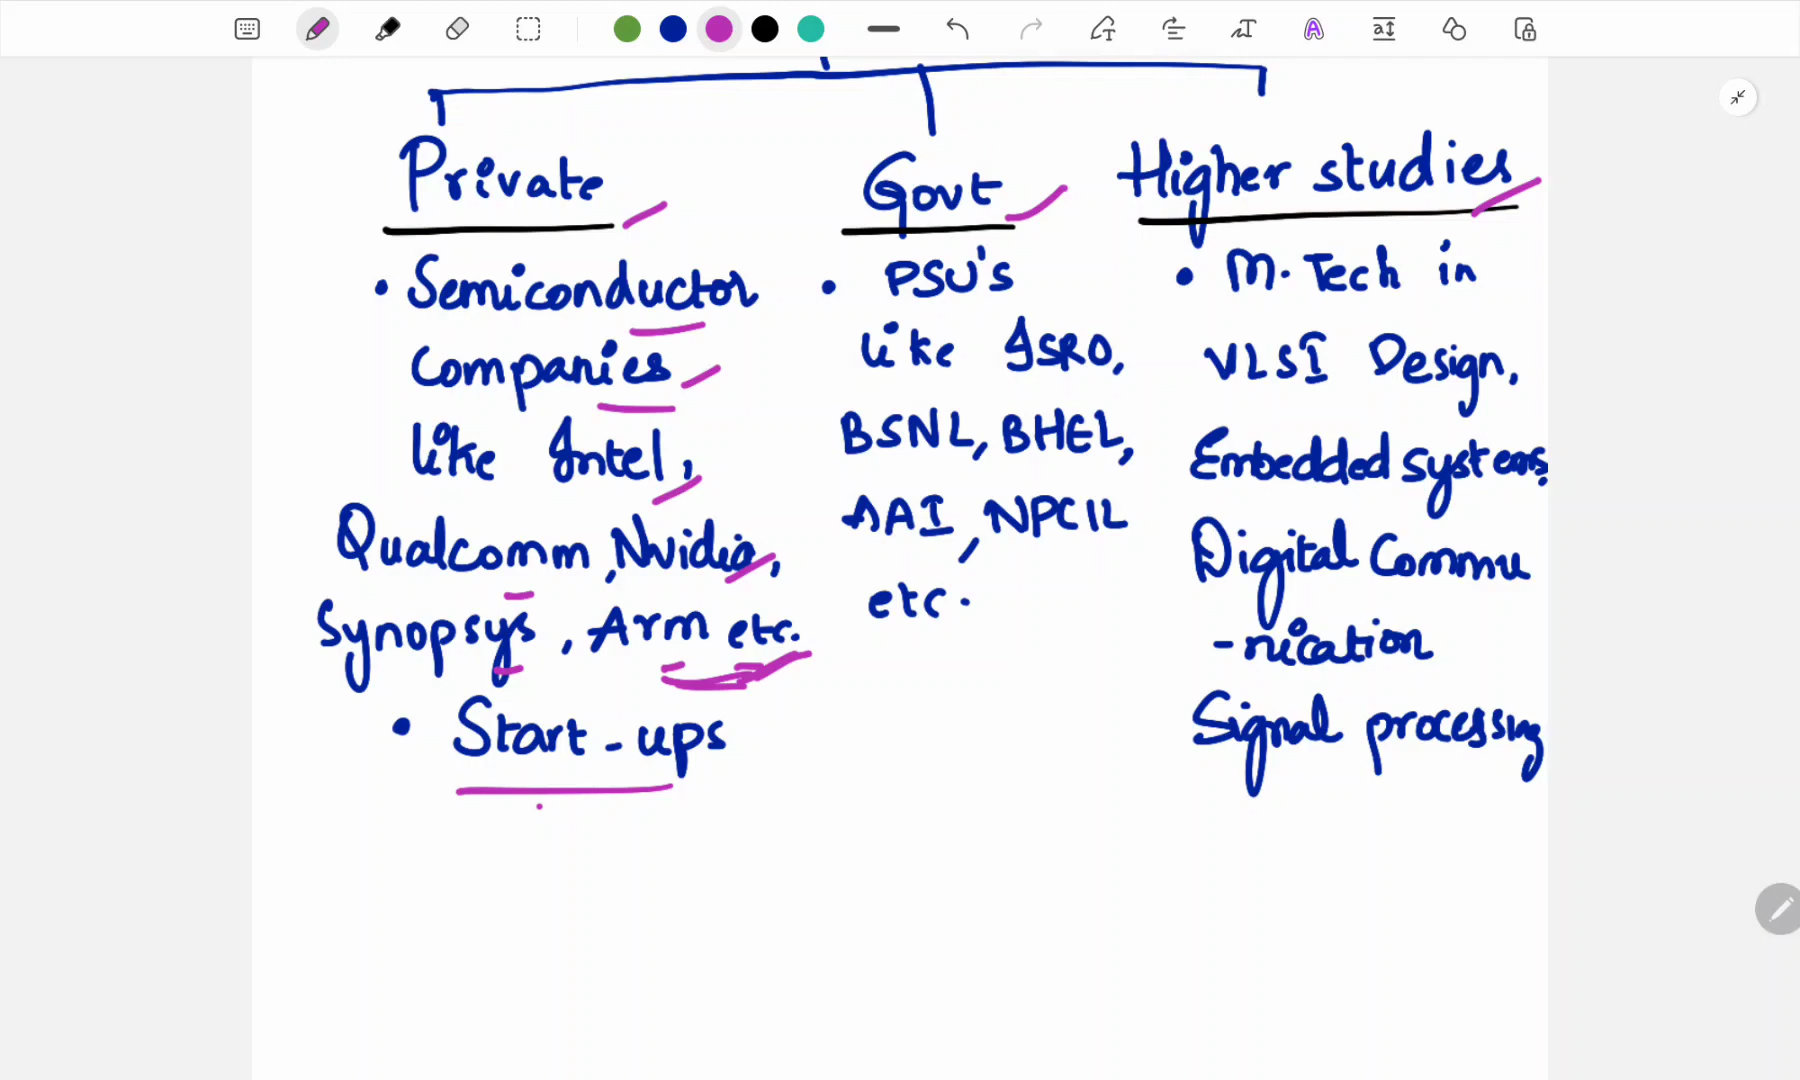 Private
Semiconductor
Companies
like Intel,
Qualcomm, Nvidia,
Synopsys, Arm etc.
Start-ups
Govt
PSU's
like ISRO,
BSNL, BHEL,
AAI, NPCIL
etc.
Higher studies
M.Tech in
VLSI Design,
Embedded systems,
Digital Commu
-nication
Signal processing